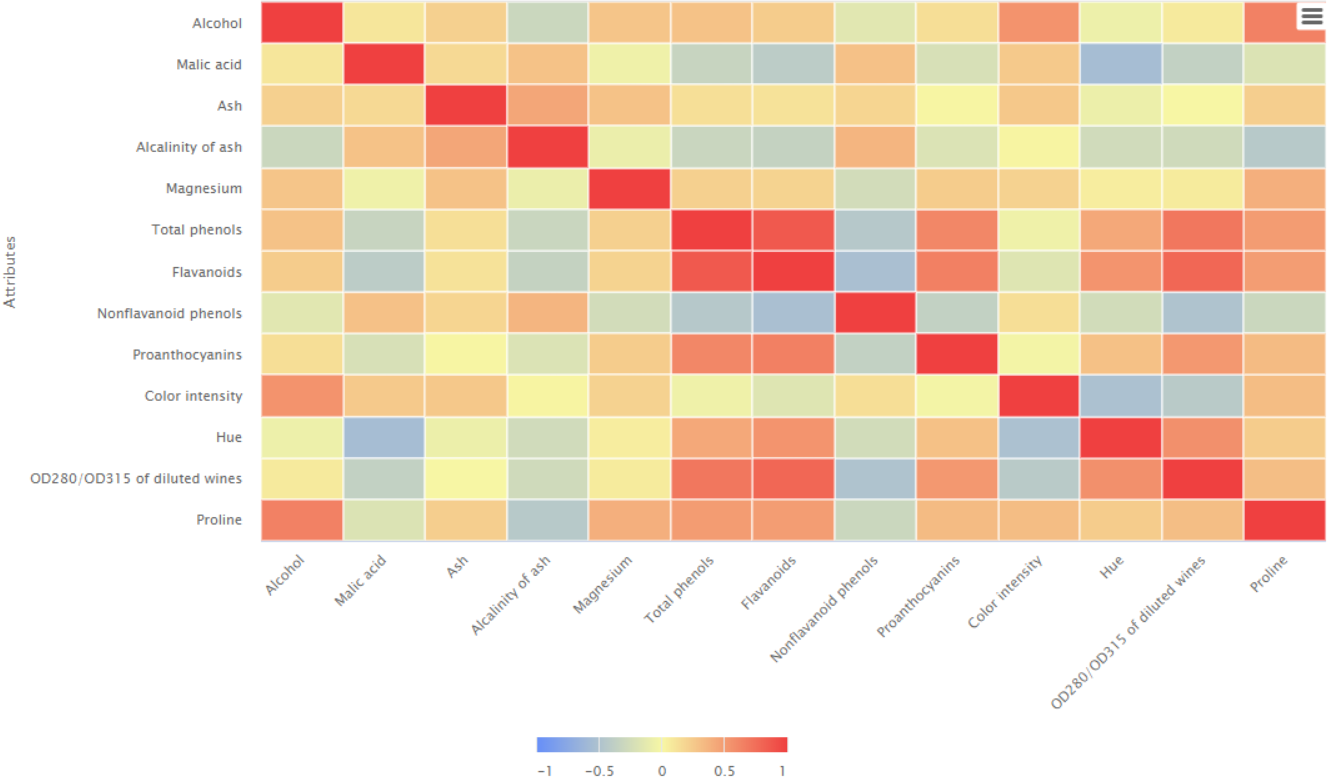 Attributes
Alcohol
Malic acid
Ash
Alcalinity of ash
Magnesium
Total phenols
Flavanoids
Nonflavanoid phenols
Proanthocyanins
Color intensity
Hue
OD280/OD315 of diluted wines
Proline
Alcohol
Malic acid
Ash
Alcalinity of ash
Magnesium
Total phenols
Flavanoids
Nonflavanoid phenols
Proanthocyanins
Color intensity
Hue
OD280/OD315 of diluted wines
Proline
-1 -0.5 0 0.5 1